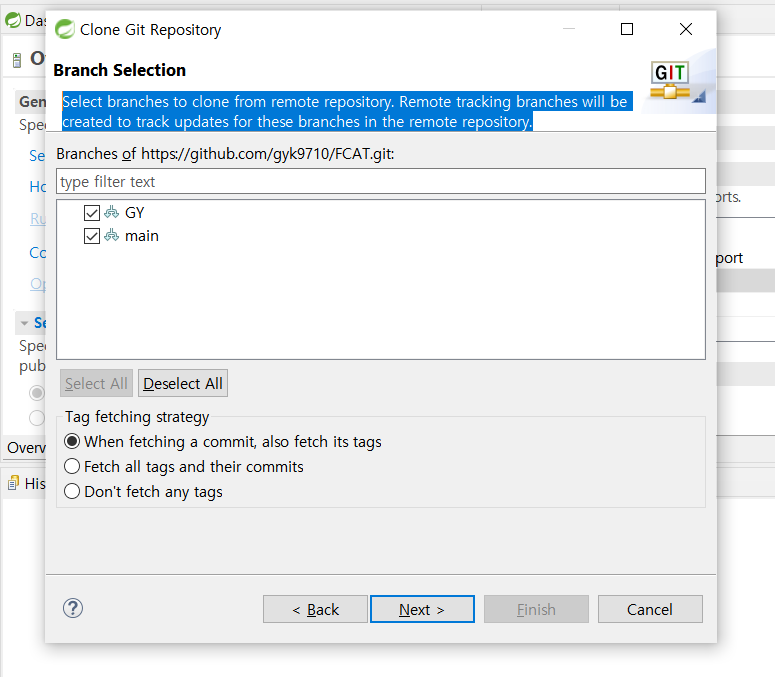 Das
Clone Git Repository
O
Branch Selection
GIT
Gen
Select branches to clone from remote repository. Remote tracking branches will be
created to track updates for these branches in the remote repository.
Spe
Se
Branches of https://github.com/gyk9710/FCAT.git:
Ho
type filter text
orts.
Ru
GY
main
Co
port
Op
Se
Spe
pub
Select All
Deselect All
Tag fetching strategy
When fetching a commit, also fetch its tags
Overv
Fetch all tags and their commits
His
Don't fetch any tags
?
< Back
Next >
Finish
Cancel